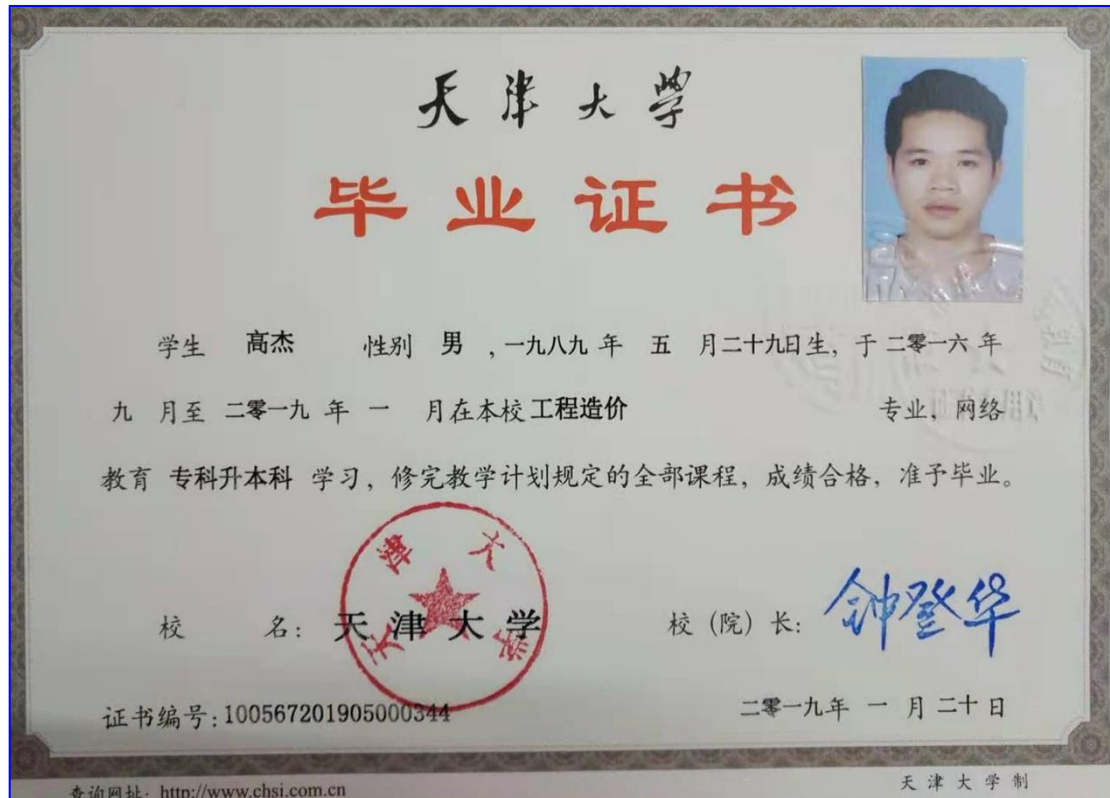 天津大学
毕业证书
学生 高杰 性别 男 ，一九八九 年 五 月二十九日生，于 二零一六 年
九 月至 二零一九 年 一 月在本校 工程造价 专业，网络
教育 专科升本科 学习，修完教学计划规定的全部课程，成绩合格，准予毕业。
天津大学
校 名：天津大学 校（院）长：钟登华
证书编号：100567201905000344 二零一九年 一 月 二十 日
查询网址：http://www.chsi.com.cn 天津大学制